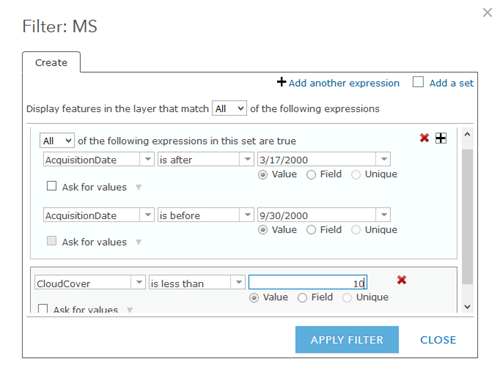 Filter: MS
Create
Add another expression Add a set
Display features in the layer that match All of the following expressions
All of the following expressions in this set are true
AcquisitionDate is after 3/17/2000
Value Field Unique
Ask for values
AcquisitionDate is before 9/30/2000
Value Field Unique
Ask for values
CloudCover is less than 10
Value Field Unique
Ask for values
APPLY FILTER CLOSE